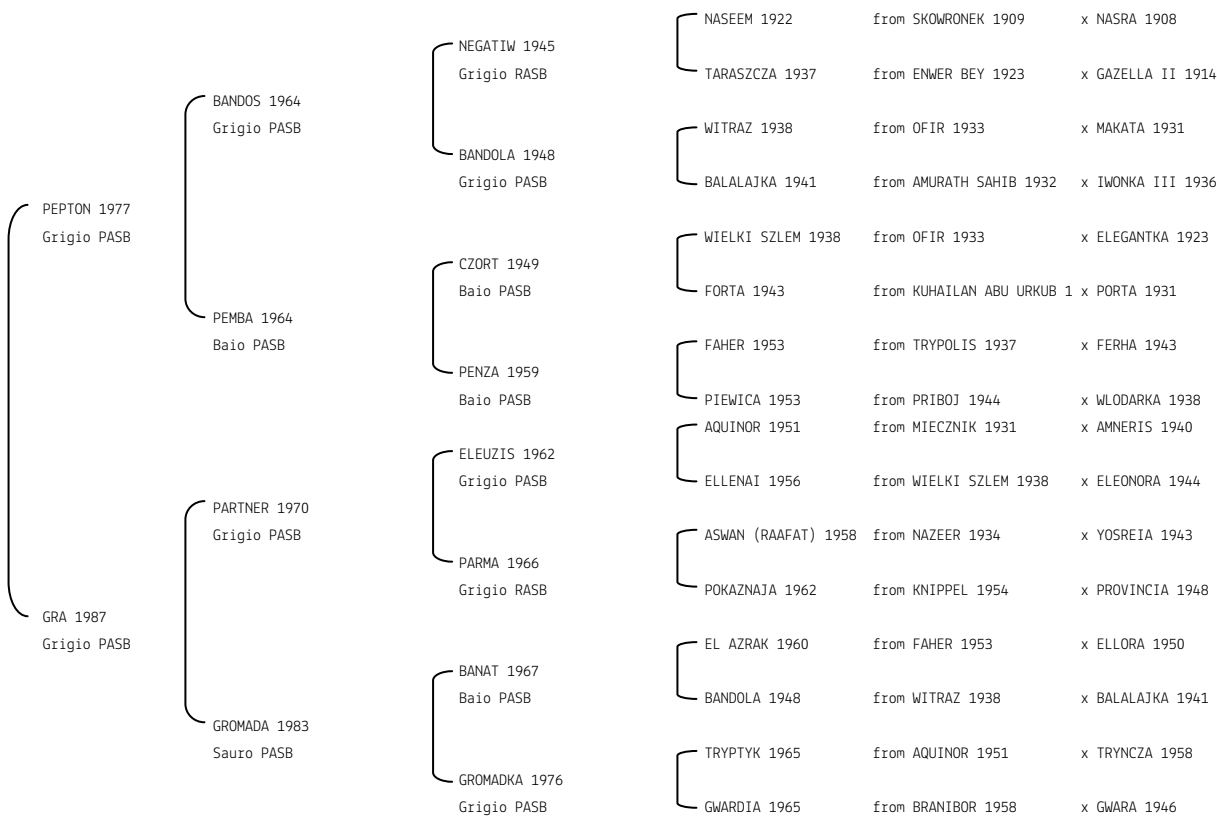 NASEEM 1922 from SKOWRONEK 1909 x NASRA 1908
NEGATIW 1945
Grigio RASB
TARASZCZA 1937 from ENWER BEY 1923 x GAZELLA II 1914
BANDOS 1964
Grigio PASB
WITRAZ 1938 from OFIR 1933 x MAKATA 1931
BANDOLA 1948
Grigio PASB
BALALAJKA 1941 from AMURATH SAHIB 1932 x IWONKA III 1936
PEPTON 1977
Grigio PASB
WIELKI SZLEM 1938 from OFIR 1933 x ELEGANTKA 1923
CZORT 1949
Baio PASB
FORTA 1943 from KUHAILAN ABU URKUB 1 x PORTA 1931
PEMBA 1964
Baio PASB
FAHER 1953 from TRYPOLIS 1937 x FERHA 1943
PENZA 1959
Baio PASB
PIEWICA 1953 from PRIBOJ 1944 x WLODARKA 1938
AQUINOR 1951 from MIECZNIK 1931 x AMNERIS 1940
ELEUZIS 1962
Grigio PASB
ELLENAI 1956 from WIELKI SZLEM 1938 x ELEONORA 1944
PARTNER 1970
Grigio PASB
ASWAN (RAAFAT) 1958 from NAZEER 1934 x YOSREIA 1943
PARMA 1966
Grigio RASB
POKAZNAJA 1962 from KNIPPEL 1954 x PROVINCIA 1948
GRA 1987
Grigio PASB
EL AZRAK 1960 from FAHER 1953 x ELLORA 1950
BANAT 1967
Baio PASB
BANDOLA 1948 from WITRAZ 1938 x BALALAJKA 1941
GROMADA 1983
Sauro PASB
TRYPTYK 1965 from AQUINOR 1951 x TRYNCZA 1958
GROMADKA 1976
Grigio PASB
GWARDIA 1965 from BRANIBOR 1958 x GWARA 1946